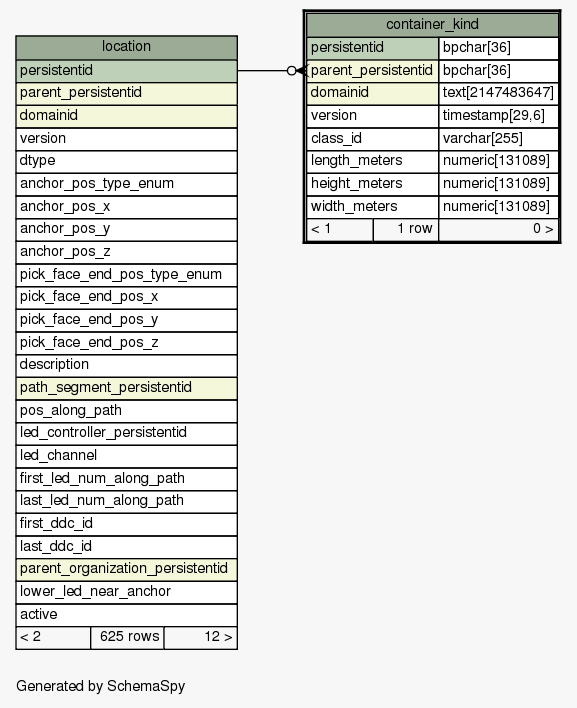 location
persistentid
parent_persistentid
domainid
version
dtype
anchor_pos_type_enum
anchor_pos_x
anchor_pos_y
anchor_pos_z
pick_face_end_pos_type_enum
pick_face_end_pos_x
pick_face_end_pos_y
pick_face_end_pos_z
description
path_segment_persistentid
pos_along_path
led_controller_persistentid
led_channel
first_led_num_along_path
last_led_num_along_path
first_ddc_id
last_ddc_id
parent_organization_persistentid
lower_led_near_anchor
active
< 2 625 rows 12 >
container_kind
persistentid bpchar[36]
parent_persistentid bpchar[36]
domainid text[2147483647]
version timestamp[29,6]
class_id varchar[255]
length_meters numeric[131089]
height_meters numeric[131089]
width_meters numeric[131089]
< 1 1 row 0 >
Generated by SchemaSpy